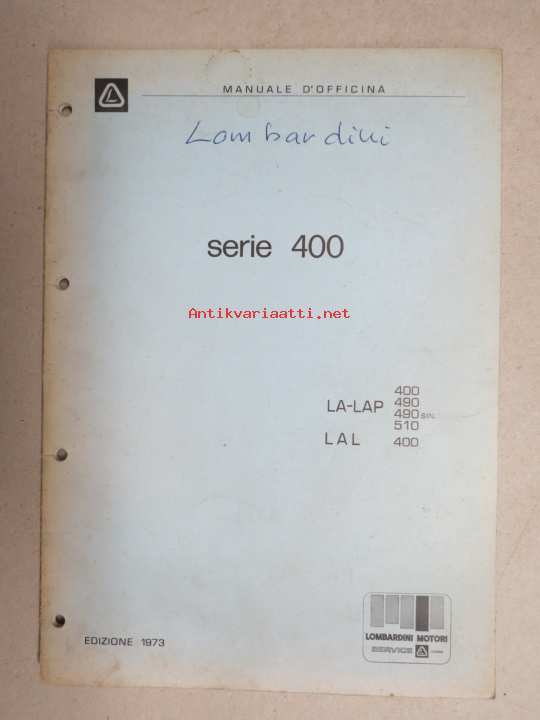 MANUALE D'OFFICINA
Lombardini
serie 400
Antikvariaatti.net
LA-LAP 400
490
490 SIN.
510
LAL 400
LOMBARDINI MOTORI
SERVICE
EDIZIONE 1973